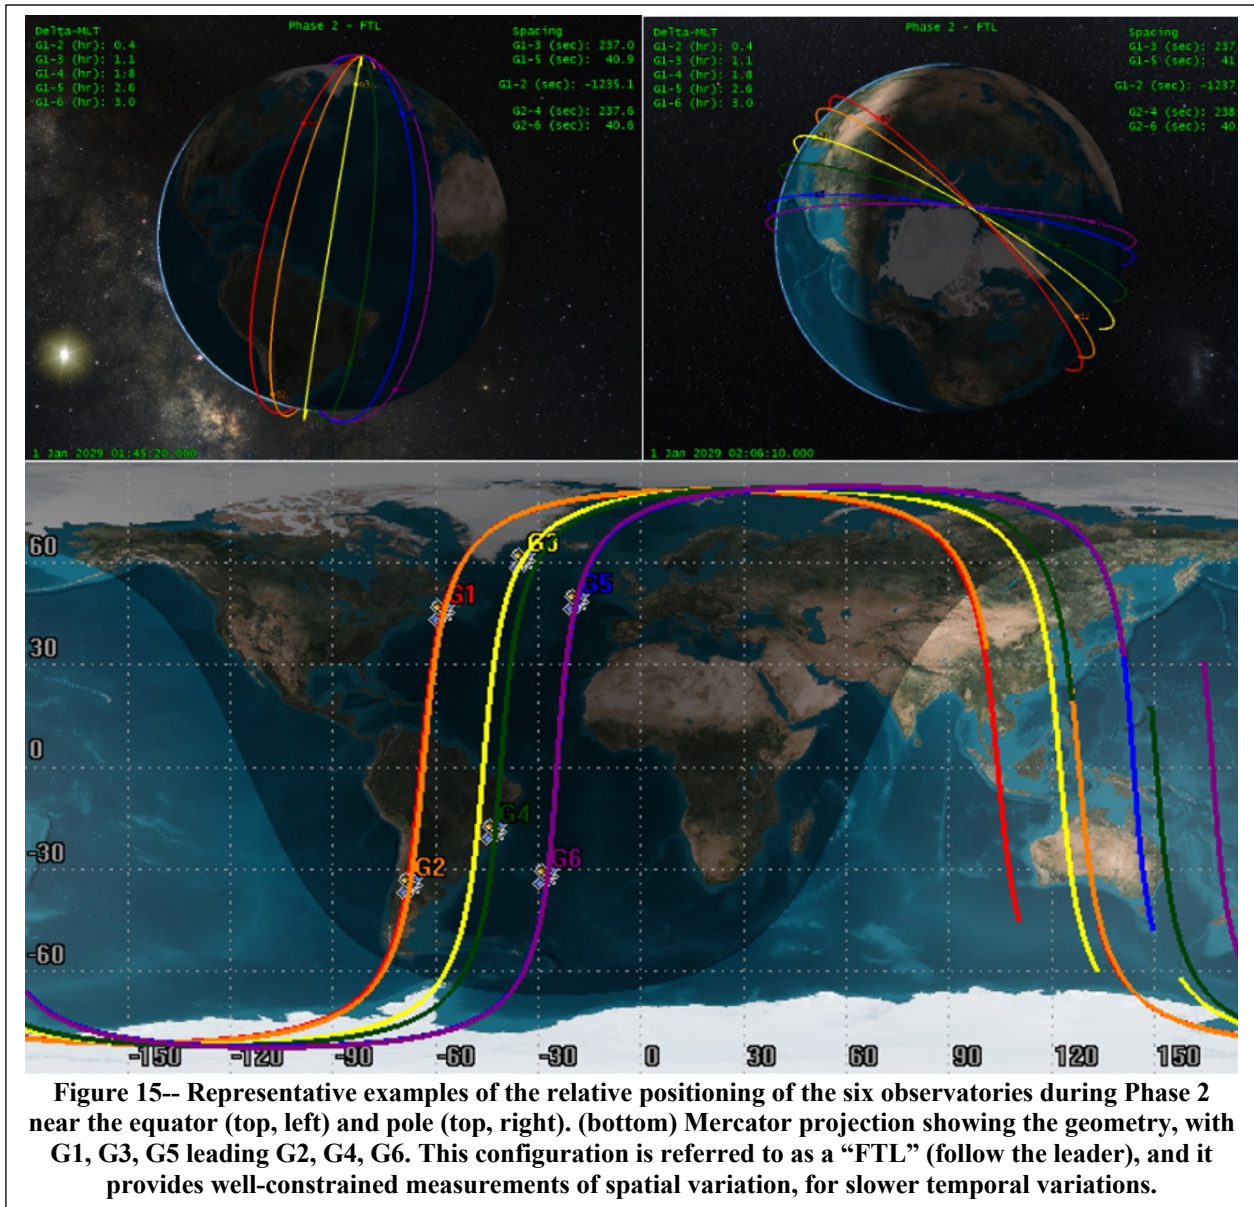 Phase 2 - FTL
Delta-MLT
G1-2 (hr): 0.4
G1-3 (hr): 1.1
G1-4 (hr): 1.8
G1-5 (hr): 2.6
G1-6 (hr): 3.0
Spacing
G1-3 (sec): 237.0
G1-5 (sec): 40.9
G1-2 (sec): -1235.1
G2-4 (sec): 237.6
G2-6 (sec): 40.6
G3
1 Jan 2029 01:45:20.000
Phase 2 - FTL
Delta-MLT
G1-2 (hr): 0.4
G1-3 (hr): 1.1
G1-4 (hr): 1.8
G1-5 (hr): 2.6
G1-6 (hr): 3.0
Spacing
G1-3 (sec): 237
G1-5 (sec): 41
G1-2 (sec): -1237
G2-4 (sec): 238
G2-6 (sec): 40
1 Jan 2029 02:06:10.000
60
30
0
-30
-60
G3
G1
G5
G4
G2
G6
-150 -120 -90 -60 -30 0 30 60 90 120 150
Figure 15-- Representative examples of the relative positioning of the six observatories during Phase 2
near the equator (top, left) and pole (top, right). (bottom) Mercator projection showing the geometry, with
G1, G3, G5 leading G2, G4, G6. This configuration is referred to as a “FTL” (follow the leader), and it
provides well-constrained measurements of spatial variation, for slower temporal variations.